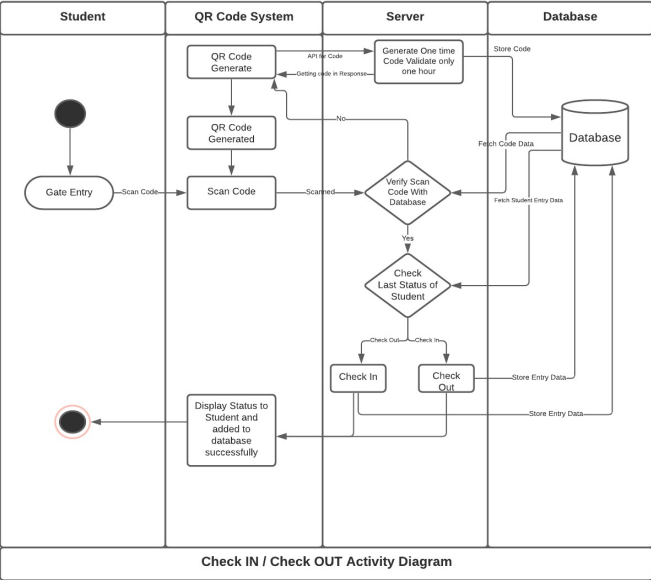 Student
QR Code System
Server
Database
QR Code
Generate
API for Code
Getting code in Response
Generate One time
Code Validate only
one hour
Store Code
Database
Fetch Code Data
Fetch Student Entry Data
No
QR Code
Generated
Gate Entry
Scan Code
Scan Code
Scanned
Verify Scan
Code With
Database
Yes
Check
Last Status of
Student
Check Out
Check In
Check In
Check
Out
Store Entry Data
Store Entry Data
Display Status to
Student and
added to
database
successfully
Check IN / Check OUT Activity Diagram